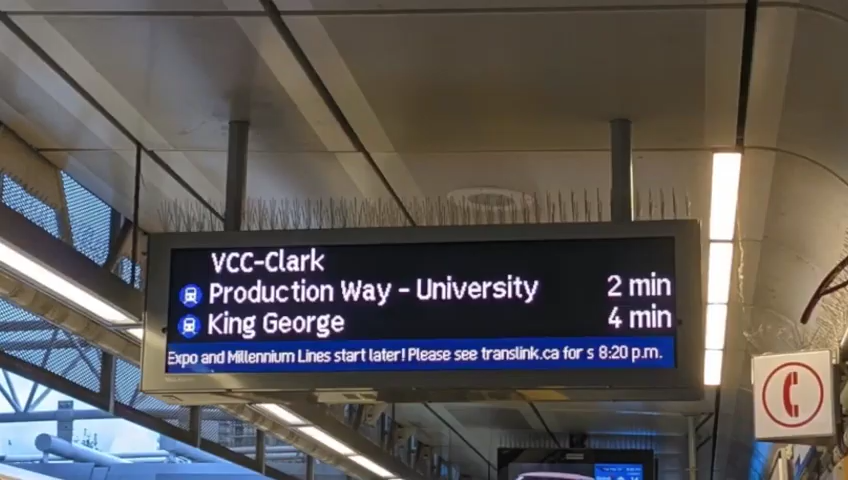 VCC-Clark
Production Way - University 2 min
King George 4 min
Expo and Millennium Lines start later! Please see translink.ca for s 8:20 p.m.